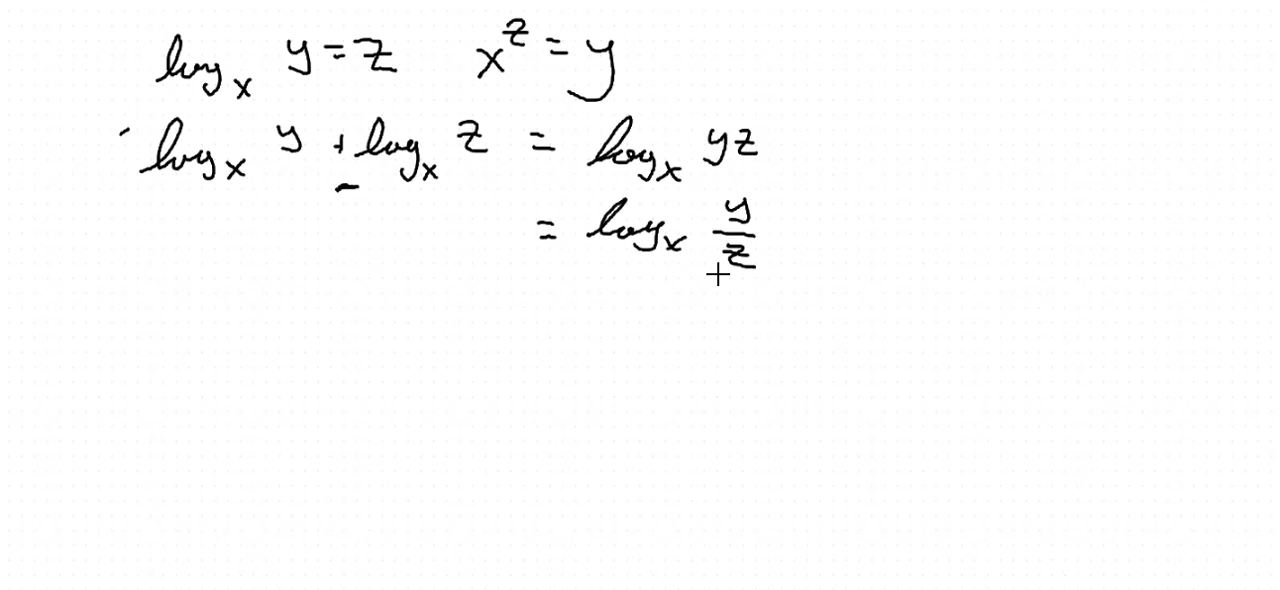 log_x y = z   x^z = y
log_x y + log_x z = log_x yz
- = log_x y/z